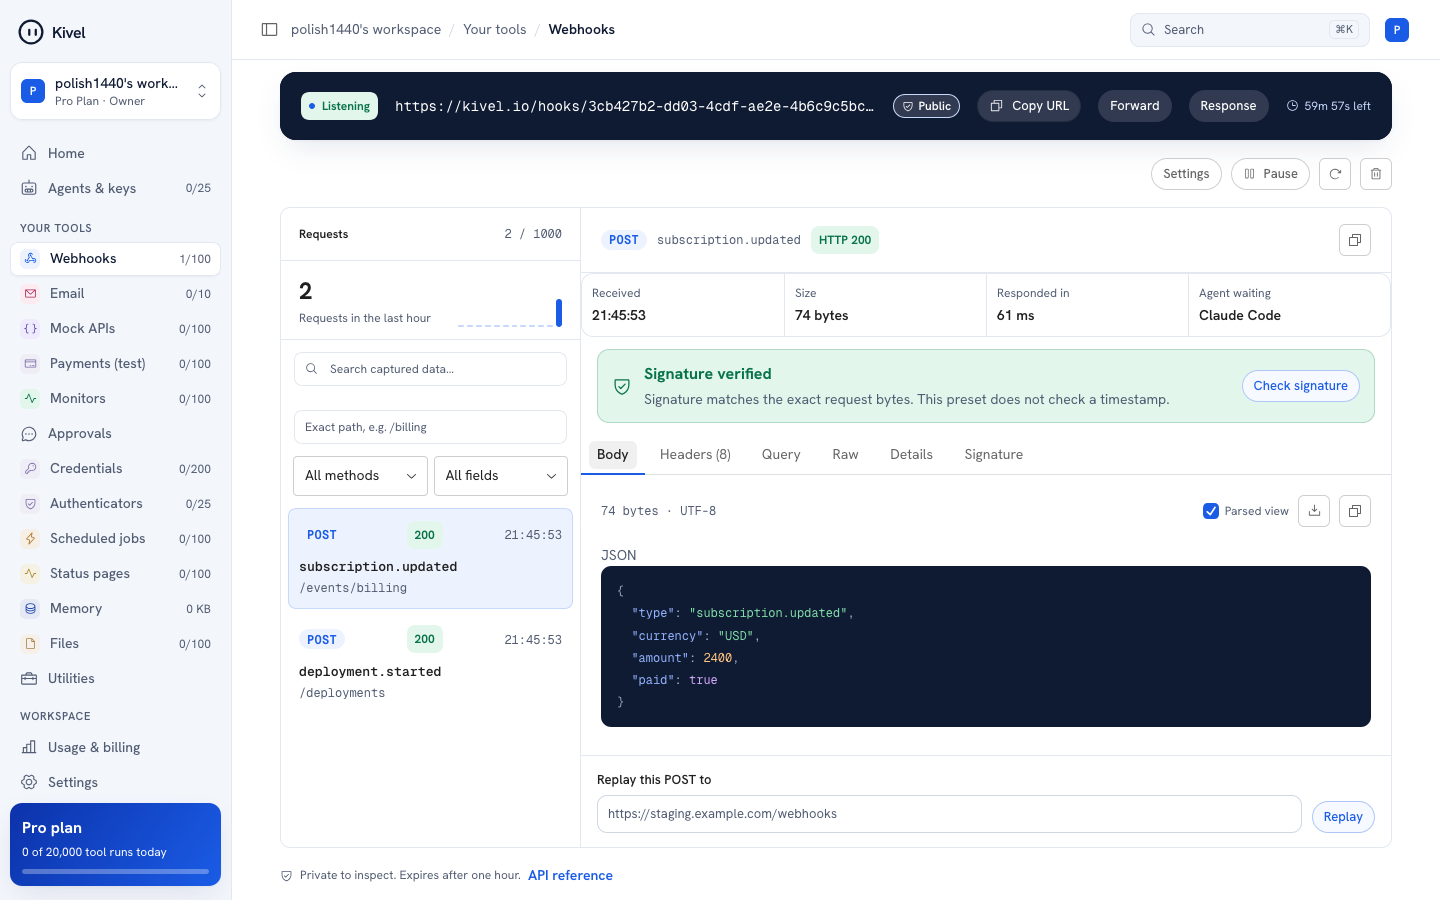 Kivel
P
polish1440's work...
Pro Plan · Owner
Home
Agents & keys 0/25
YOUR TOOLS
Webhooks 1/100
Email 0/10
Mock APIs 0/100
Payments (test) 0/100
Monitors 0/100
Approvals
Credentials 0/200
Authenticators 0/25
Scheduled jobs 0/100
Status pages 0/100
Memory 0 KB
Files 0/100
Utilities
WORKSPACE
Usage & billing
Settings
Pro plan
0 of 20,000 tool runs today
polish1440's workspace / Your tools / Webhooks
Search ⌘K
P
Listening https://kivel.io/hooks/3cb427b2-dd03-4cdf-ae2e-4b6c9c5bc… Public Copy URL Forward Response 59m 57s left
Settings Pause
Requests 2 / 1000
2
Requests in the last hour
Search captured data...
Exact path, e.g. /billing
All methods All fields
POST 200 21:45:53
subscription.updated
/events/billing
POST 200 21:45:53
deployment.started
/deployments
POST subscription.updated HTTP 200
Received Size Responded in Agent waiting
21:45:53 74 bytes 61 ms Claude Code
Signature verified
Signature matches the exact request bytes. This preset does not check a timestamp.
Check signature
Body Headers (8) Query Raw Details Signature
74 bytes · UTF-8 Parsed view
JSON
{
"type": "subscription.updated",
"currency": "USD",
"amount": 2400,
"paid": true
}
Replay this POST to
https://staging.example.com/webhooks Replay
Private to inspect. Expires after one hour. API reference